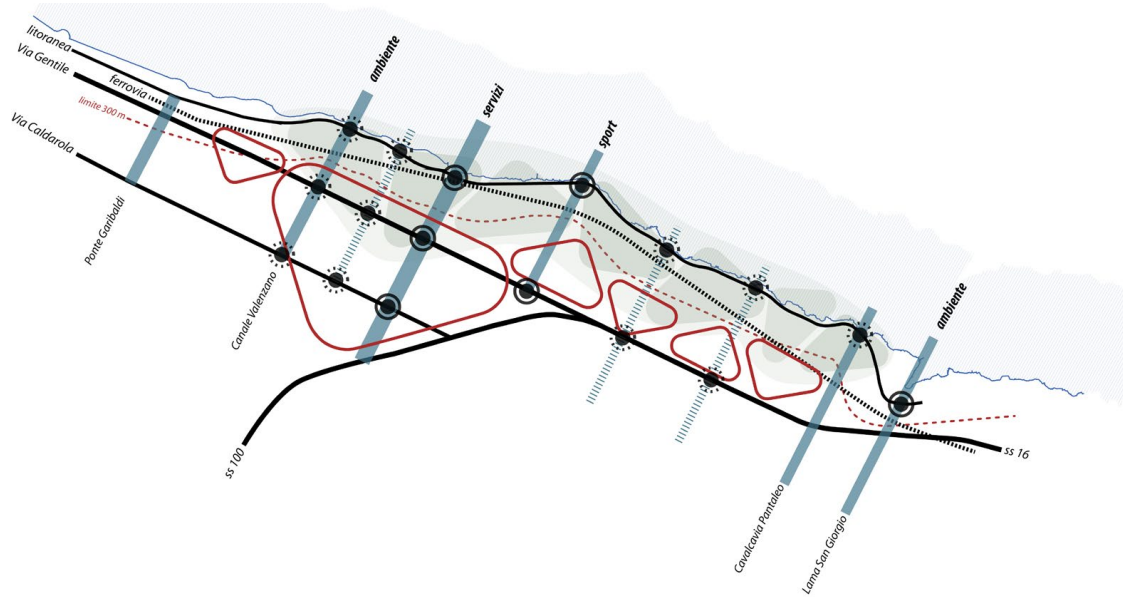 litoranea
Via Gentile
ferrovia
limite 300 m
Via Caldarola
Ponte Garibaldi
ambiente
servizi
sport
Canale Valenzano
ss 100
ambiente
ss 16
Cavalcavia Pantaleo
Lama San Giorgio